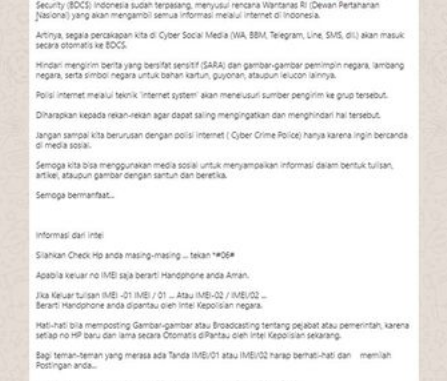 Security (BDCS) Indonesia sudah terpasang, menyusul rencana Wantanas RI (Dewan Pertahanan
Nasional) yang akan mengambil semua informasi melalui internet di Indonesia.
Artinya, segala percakapan kita di Cyber Social Media (WA, BBM, Telegram, Line, SMS, dll.) akan masuk
secara otomatis ke BDCS.
Hindari mengirim berita yang bersifat sensitif (SARA) dan gambar-gambar pemimpin negara, lambang
negara, serta simbol negara untuk bahan kartun, guyonan, ataupun lelucon lainnya.
Polisi internet melalui teknik 'internet system' akan menelusuri sumber pengirim ke grup tersebut.
Diharapkan kepada rekan-rekan agar dapat saling mengingatkan dan menghindari hal tersebut.
Jangan sampai kita berurusan dengan polisi internet ( Cyber Crime Police) hanya karena ingin bercanda
di media sosial.
Semoga kita bisa menggunakan media sosial untuk menyampaikan informasi dalam bentuk tulisan,
artikel, ataupun gambar dengan santun dan beretika.
Semoga bermanfaat...
Informasi dari intel
Silahkan Check Hp anda masing-masing ... tekan *#06#
Apabila keluar no IMEI saja berarti Handphone anda Aman.
Jika Keluar tulisan IMEI -01 IMEI / 01 ... Atau IMEI-02 / IMEI/02 ...
Berarti Handphone anda dipantau oleh Intel Kepolisian negara.
Hati-hati bila memposting Gambar-gambar atau Broadcasting tentang pejabat atau pemerintah, karena
setiap no HP baru dan lama secara Otomatis diPantau oleh Intel Kepolisian sekarang.
Bagi teman-teman yang merasa ada Tanda IMEI/01 atau IMEI/02 harap berhati-hati dan memilah
Postingan anda...